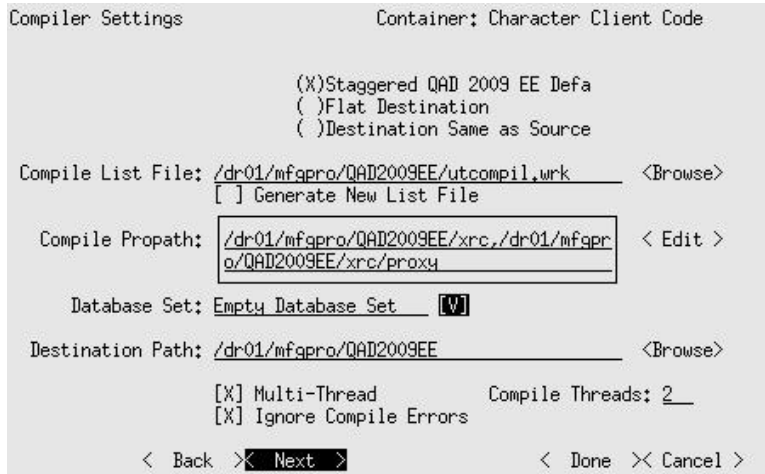 Compiler Settings Container: Character Client Code
(X)Staggered QAD 2009 EE Defa
( )Flat Destination
( )Destination Same as Source
Compile List File: /dr01/mfgpro/QAD2009EE/utcompil.wrk <Browse>
[ ] Generate New List File
Compile Propath: /dr01/mfgpro/QAD2009EE/xrc,/dr01/mfgpr < Edit >
o/QAD2009EE/xrc/proxy
Database Set: Empty Database Set [V]
Destination Path: /dr01/mfgpro/QAD2009EE <Browse>
[X] Multi-Thread Compile Threads: 2
[X] Ignore Compile Errors
< Back >< Next > < Done >< Cancel >